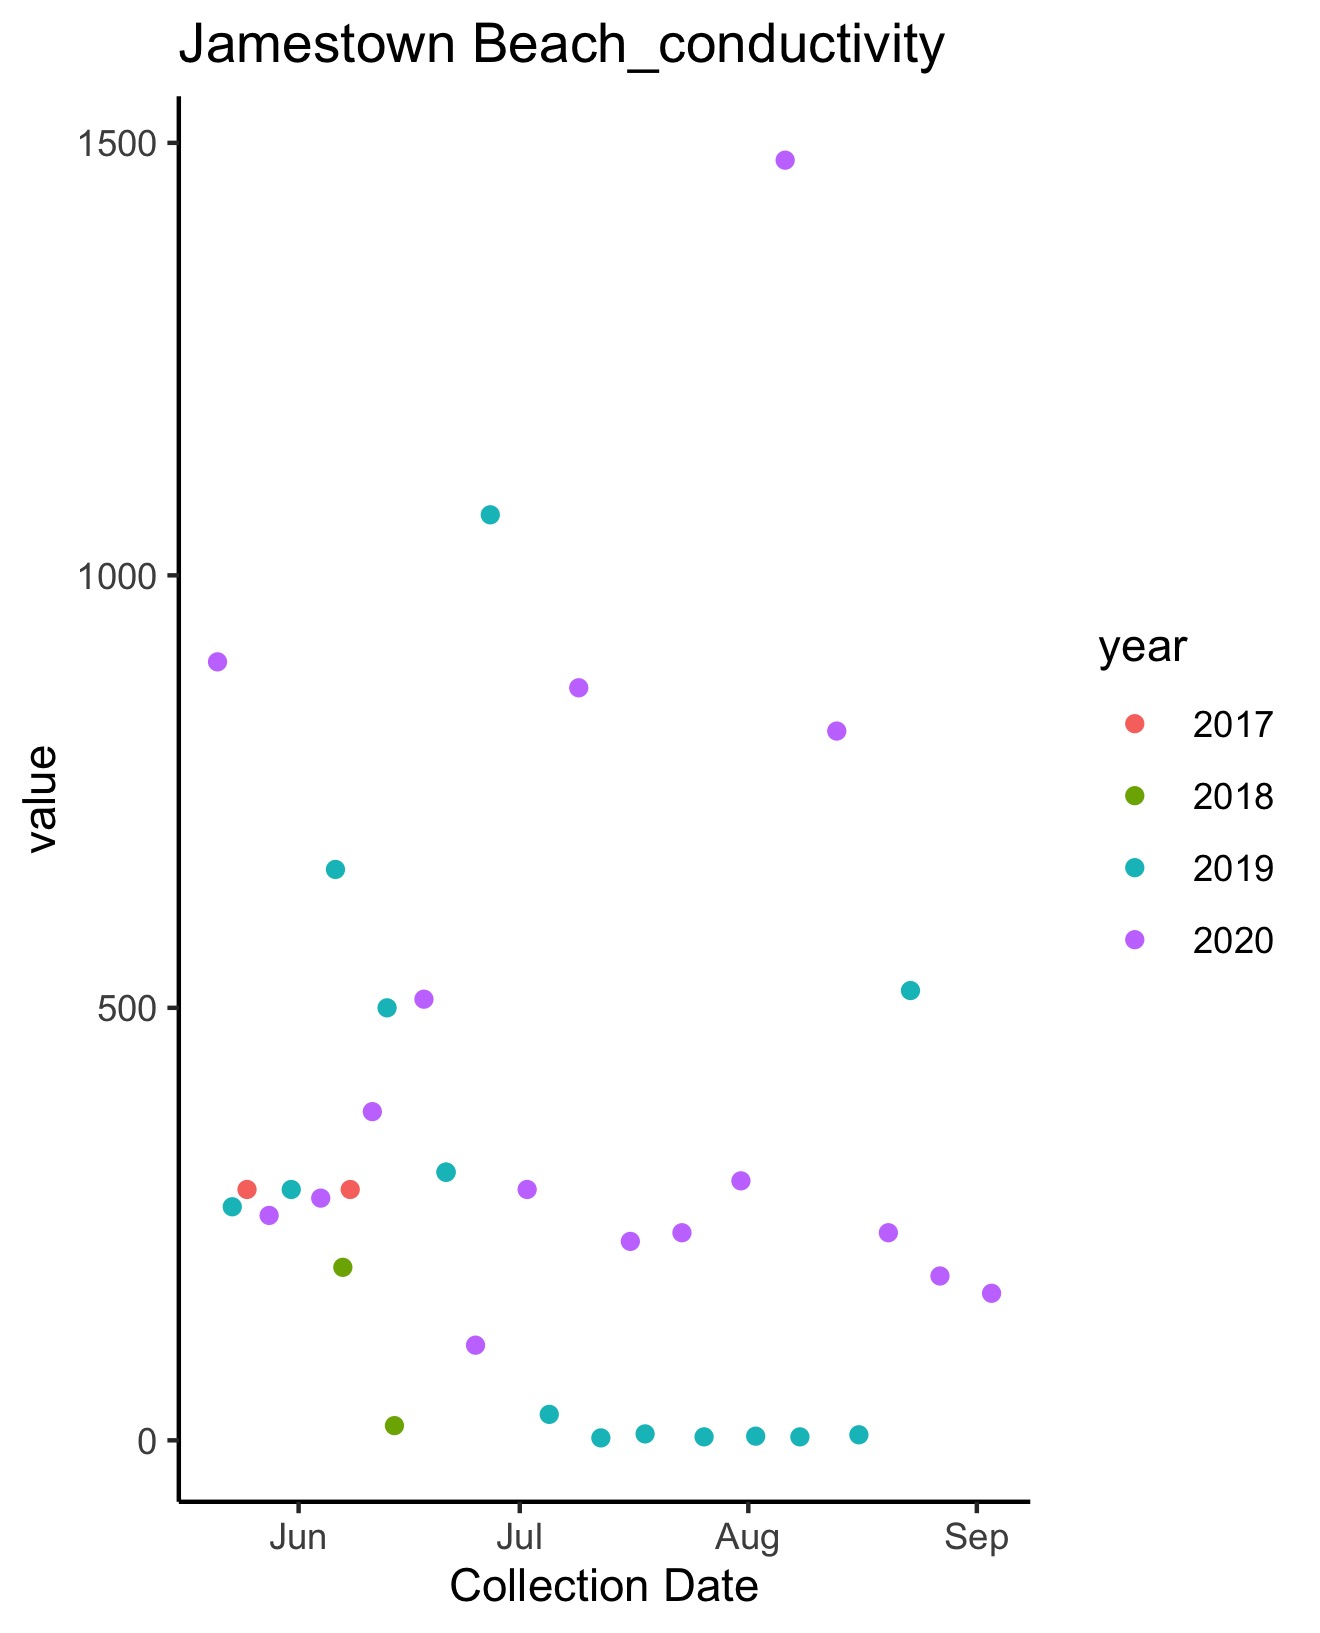 Jamestown Beach_conductivity
1500
1000
500
0
value
Jun
Jul
Aug
Sep
Collection Date
year
2017
2018
2019
2020